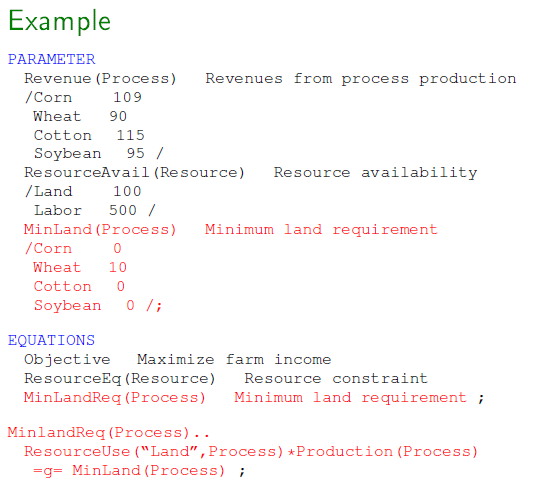 Example
PARAMETER
Revenue(Process) Revenues from process production
/Corn 109
Wheat 90
Cotton 115
Soybean 95 /
ResourceAvail(Resource) Resource availability
/Land 100
Labor 500 /
MinLand(Process) Minimum land requirement
/Corn 0
Wheat 10
Cotton 0
Soybean 0 /;
EQUATIONS
Objective Maximize farm income
ResourceEq(Resource) Resource constraint
MinLandReq(Process) Minimum land requirement ;
MinlandReq(Process)..
ResourceUse(“Land”,Process)*Production(Process)
=g= MinLand(Process) ;